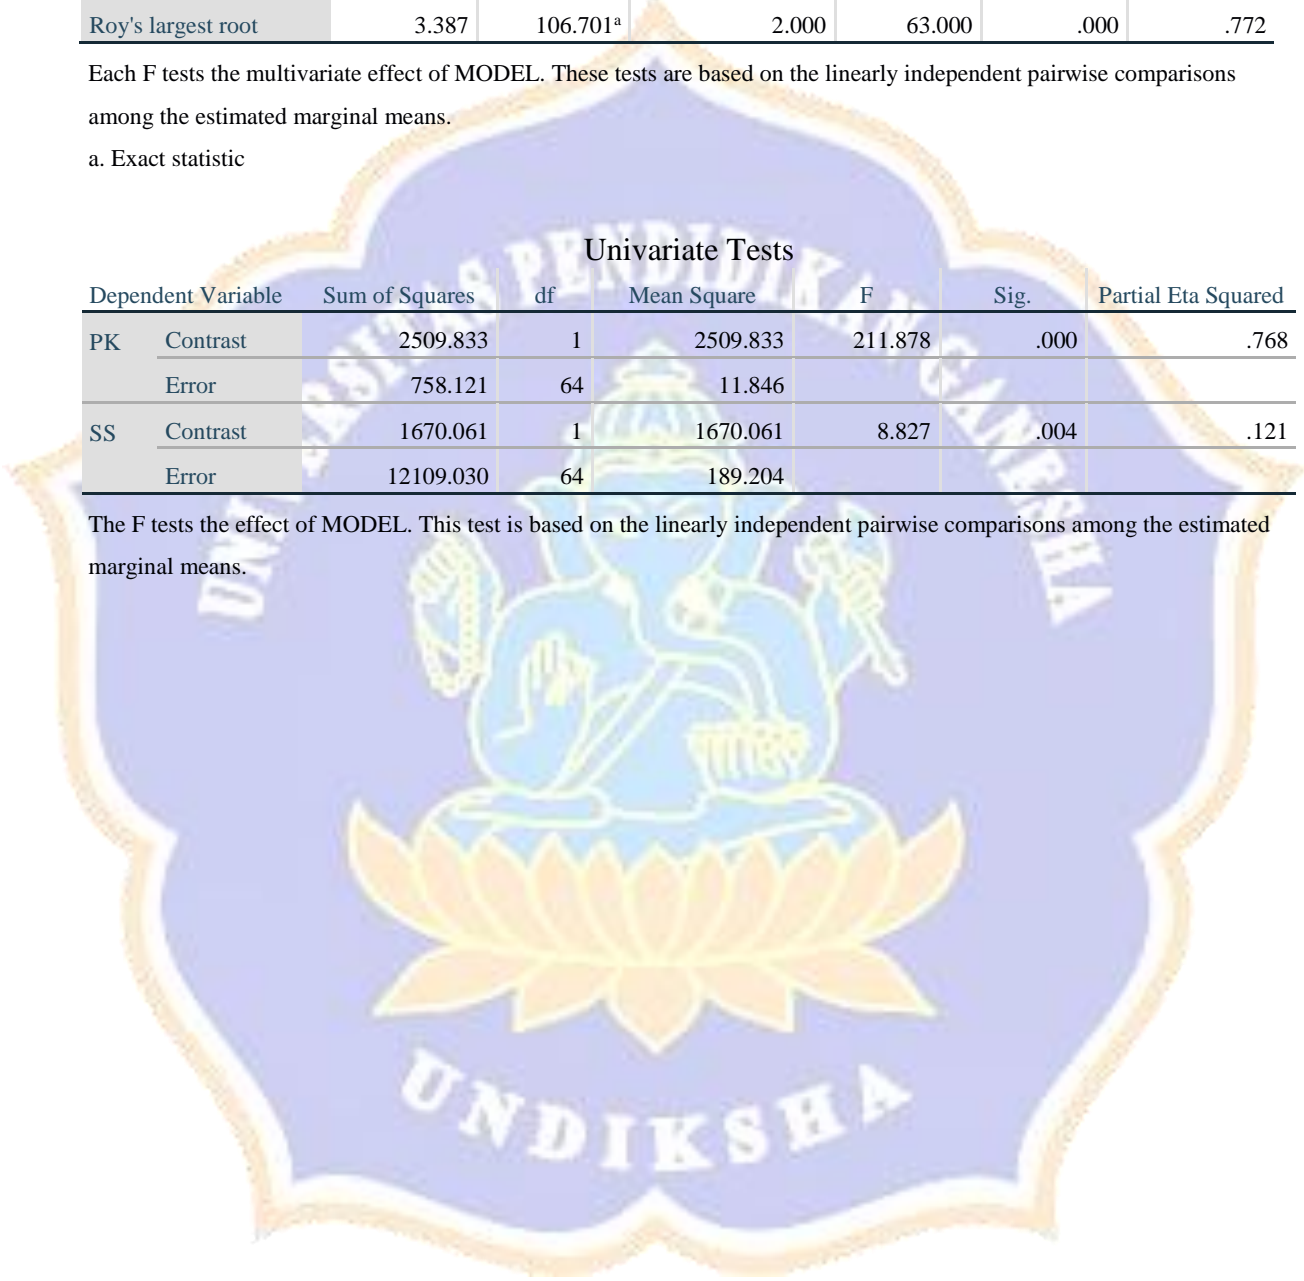 Roy's largest root 3.387 106.701ᵃ 2.000 63.000 .000 .772
Each F tests the multivariate effect of MODEL. These tests are based on the linearly independent pairwise comparisons
among the estimated marginal means.
a. Exact statistic
Univariate Tests
Dependent Variable Sum of Squares df Mean Square F Sig. Partial Eta Squared
PK Contrast 2509.833 1 2509.833 211.878 .000 .768
Error 758.121 64 11.846
SS Contrast 1670.061 1 1670.061 8.827 .004 .121
Error 12109.030 64 189.204
The F tests the effect of MODEL. This test is based on the linearly independent pairwise comparisons among the estimated
marginal means.
UNIVERSITAS PENDIDIKAN GANESHA
UNDIKSHA